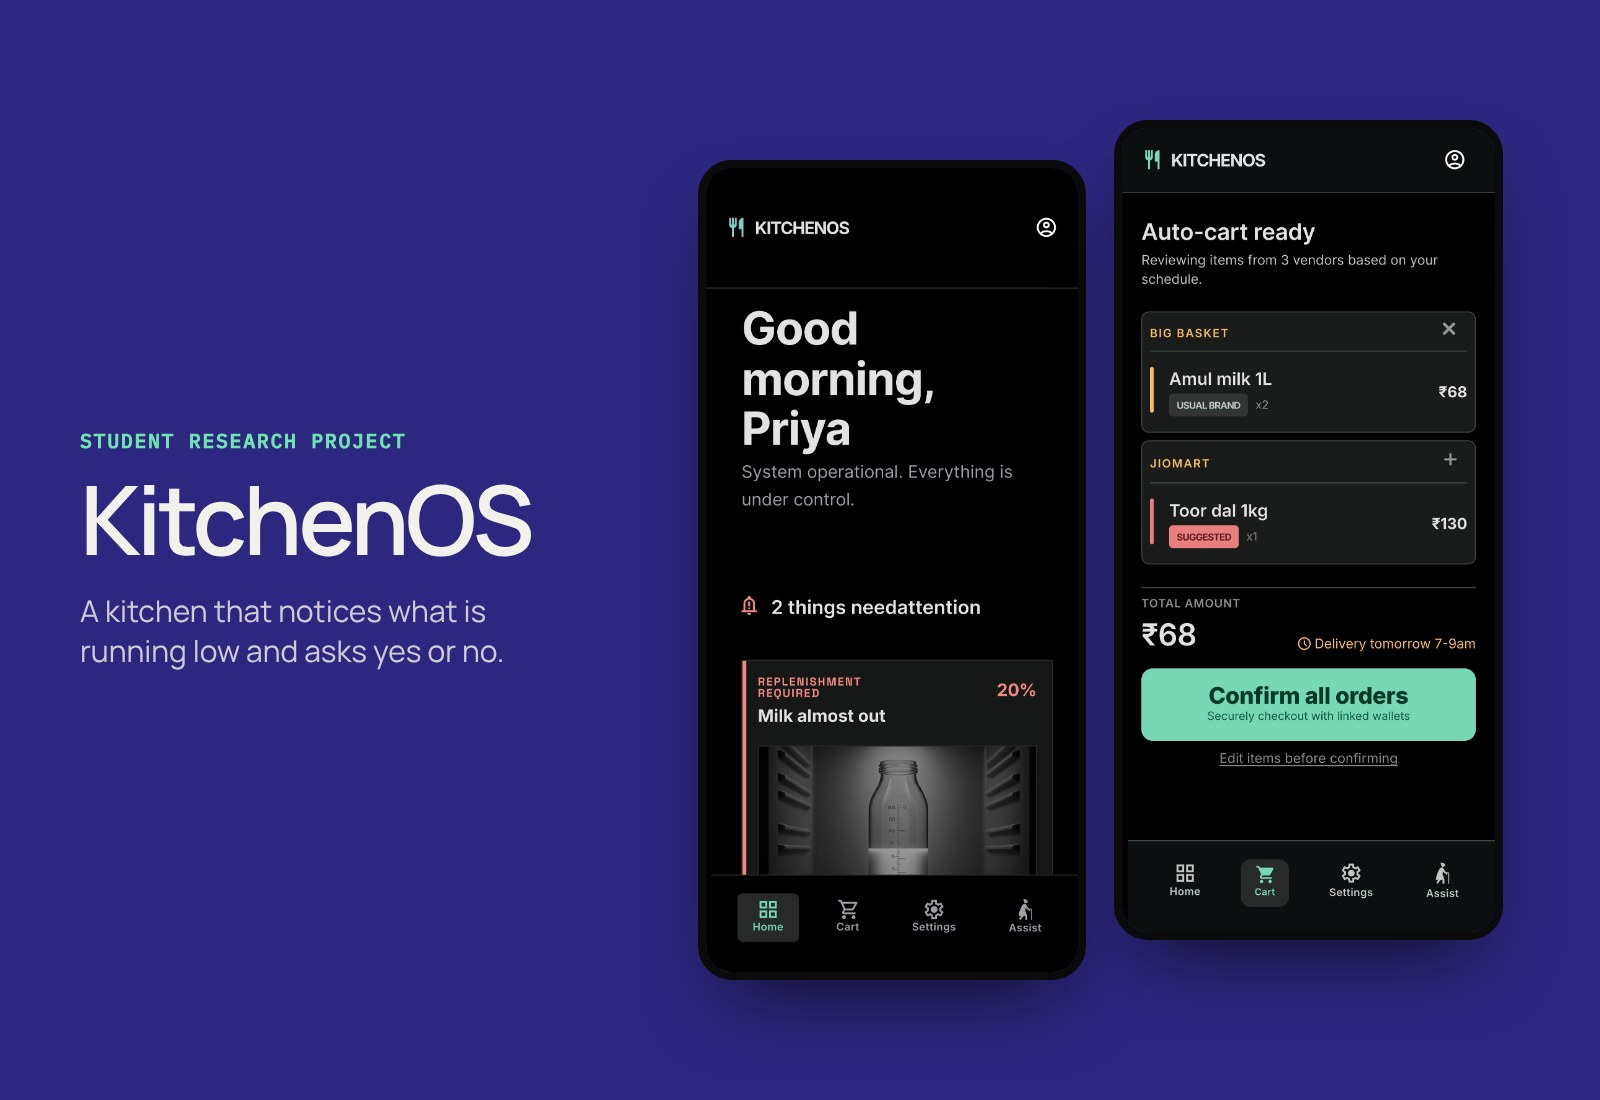 STUDENT RESEARCH PROJECT
KitchenOS
A kitchen that notices what is
running low and asks yes or no.
KITCHENOS
Good
morning,
Priya
System operational. Everything is
under control.
2 things needattention
REPLENISHMENT
REQUIRED
20%
Milk almost out
Home
Cart
Settings
Assist
KITCHENOS
Auto-cart ready
Reviewing items from 3 vendors based on your
schedule.
BIG BASKET
Amul milk 1L
₹68
USUAL BRAND x2
JIOMART
Toor dal 1kg
₹130
SUGGESTED x1
TOTAL AMOUNT
₹68
Delivery tomorrow 7-9am
Confirm all orders
Securely checkout with linked wallets
Edit items before confirming
Home
Cart
Settings
Assist